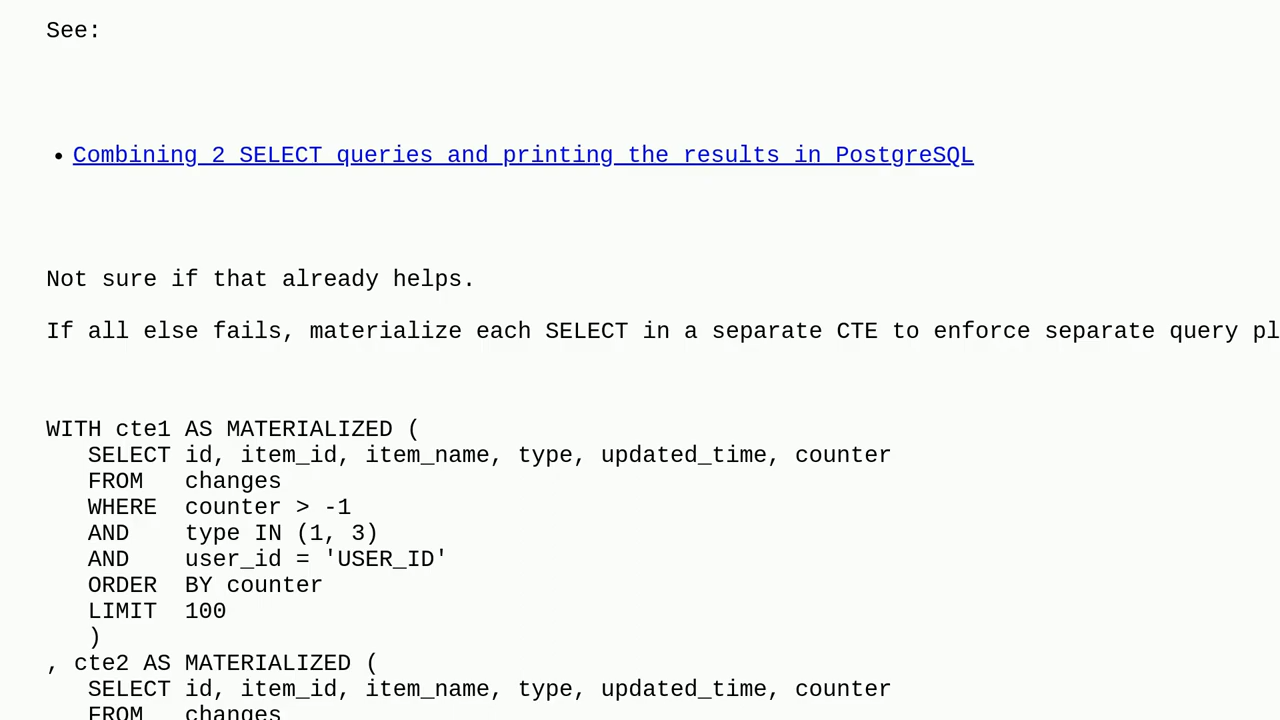 See:
• Combining 2 SELECT queries and printing the results in PostgreSQL
Not sure if that already helps.
If all else fails, materialize each SELECT in a separate CTE to enforce separate query pl
WITH cte1 AS MATERIALIZED (
   SELECT id, item_id, item_name, type, updated_time, counter
   FROM   changes
   WHERE  counter > -1
   AND    type IN (1, 3)
   AND    user_id = 'USER_ID'
   ORDER  BY counter
   LIMIT  100
   )
, cte2 AS MATERIALIZED (
   SELECT id, item_id, item_name, type, updated_time, counter
   FROM   changes